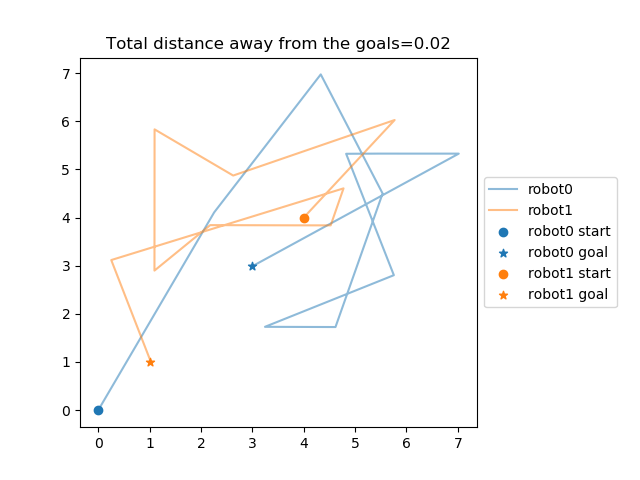 Total distance away from the goals=0.02
7
6
5
4
3
2
1
0
0 1 2 3 4 5 6 7
robot0
robot1
robot0 start
robot0 goal
robot1 start
robot1 goal